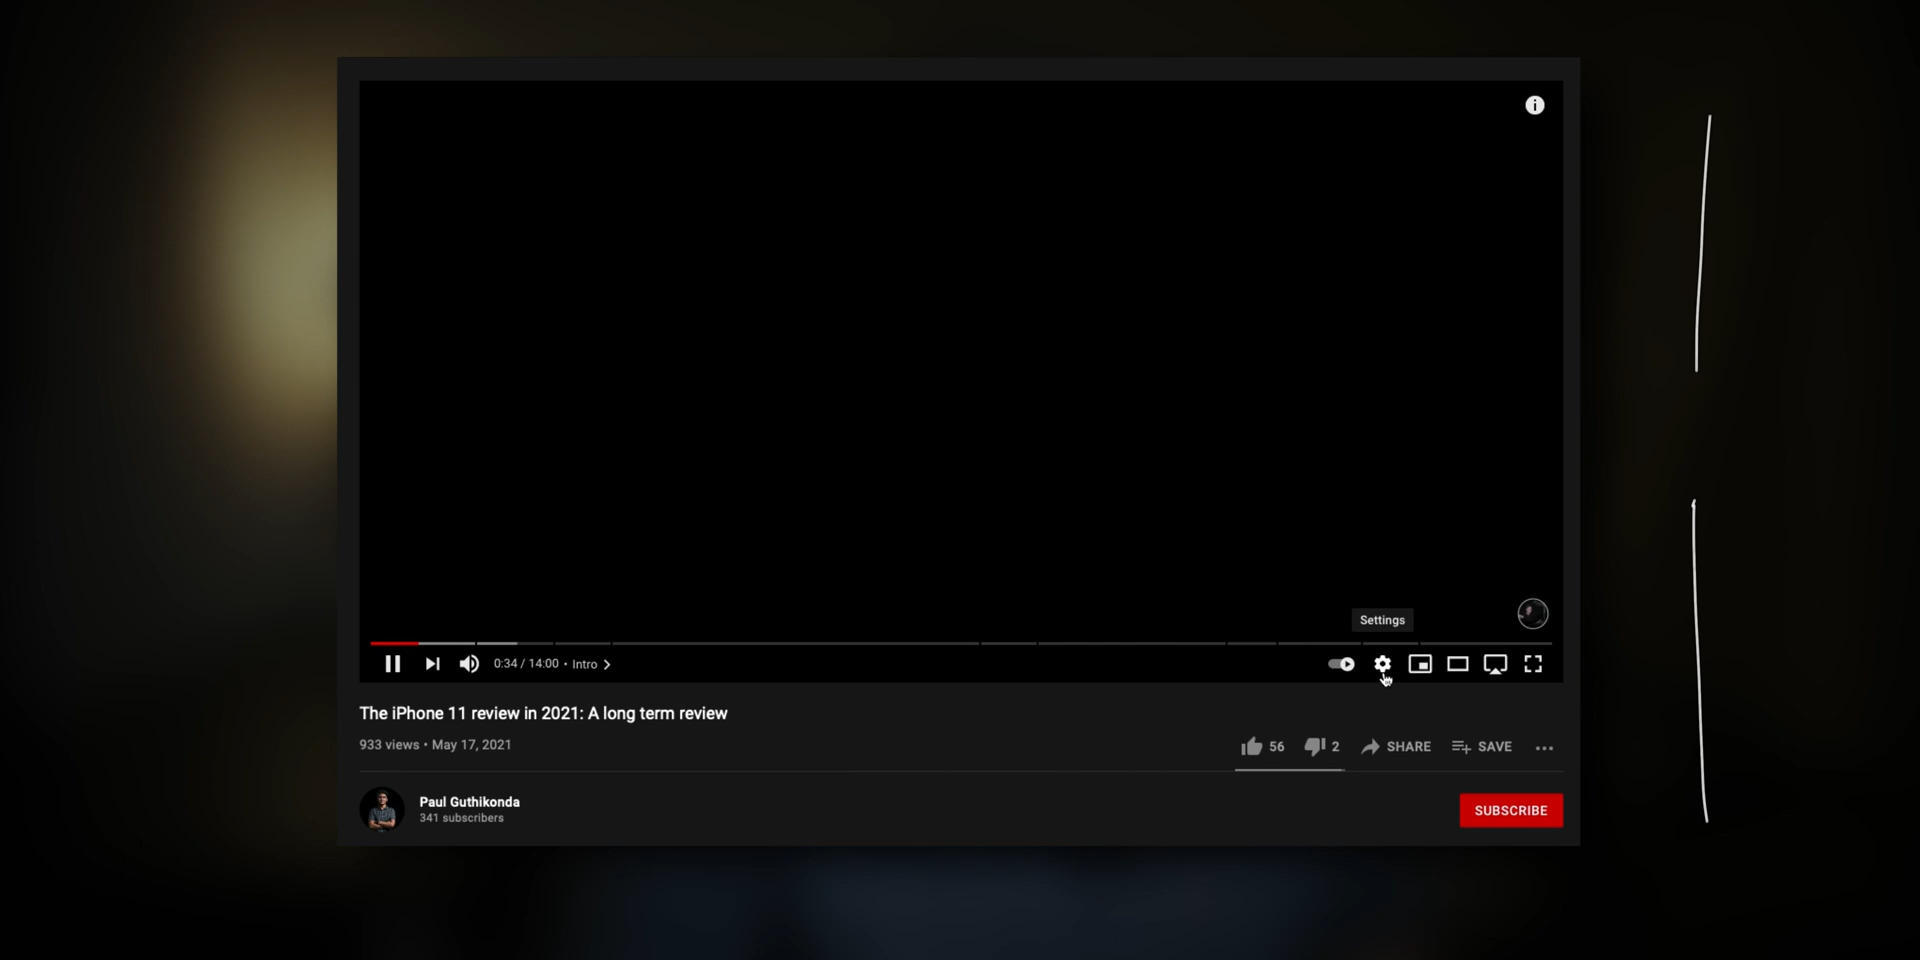 Settings
0:34 / 14:00 • Intro
The iPhone 11 review in 2021: A long term review
933 views • May 17, 2021
56 2 SHARE SAVE
Paul Guthikonda
341 subscribers
SUBSCRIBE